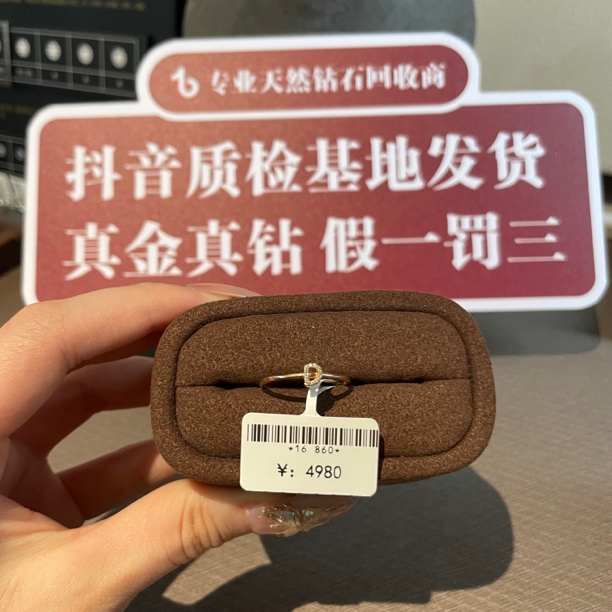 专业天然钻石回收商
抖音质检基地发货
真金真钻 假一罚三
*16 860*
¥: 4980